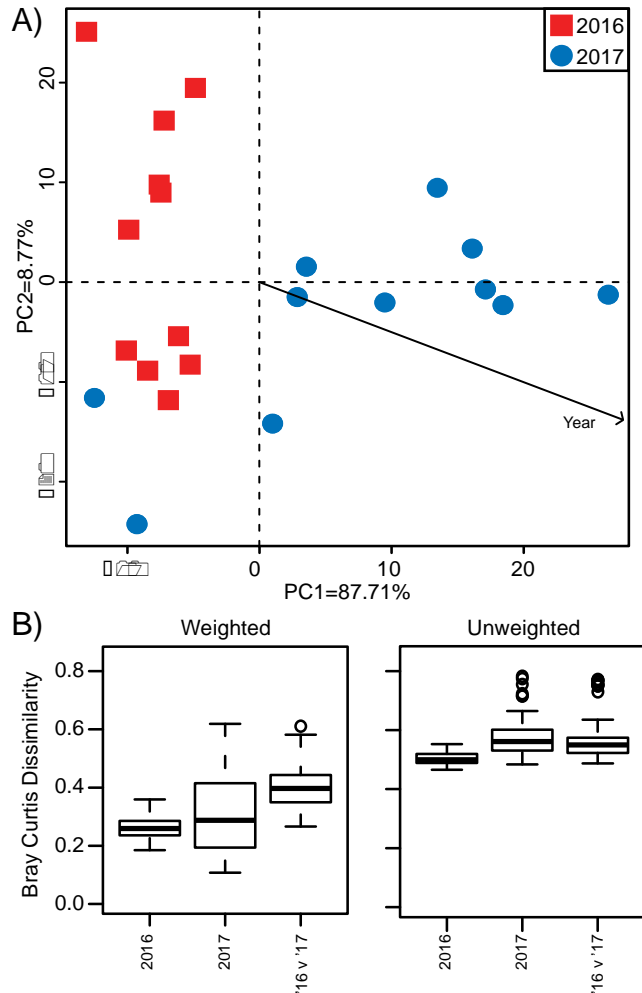 A)
2016
2017
20
10
0
PC2=8.77%
Year
0
10
20
PC1=87.71%
B)
Weighted
Unweighted
Bray Curtis Dissimilarity
0.8
0.6
0.4
0.2
0.0
2016
2017
'16 v '17
2016
2017
'16 v '17